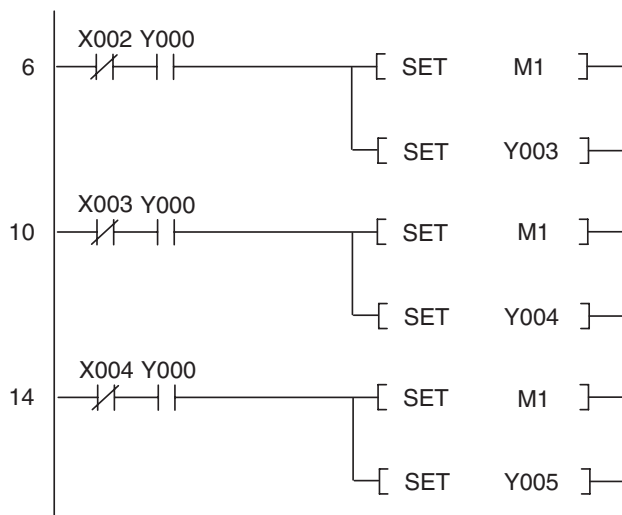 X002 Y000
6 SET M1
SET Y003
X003 Y000
10 SET M1
SET Y004
X004 Y000
14 SET M1
SET Y005